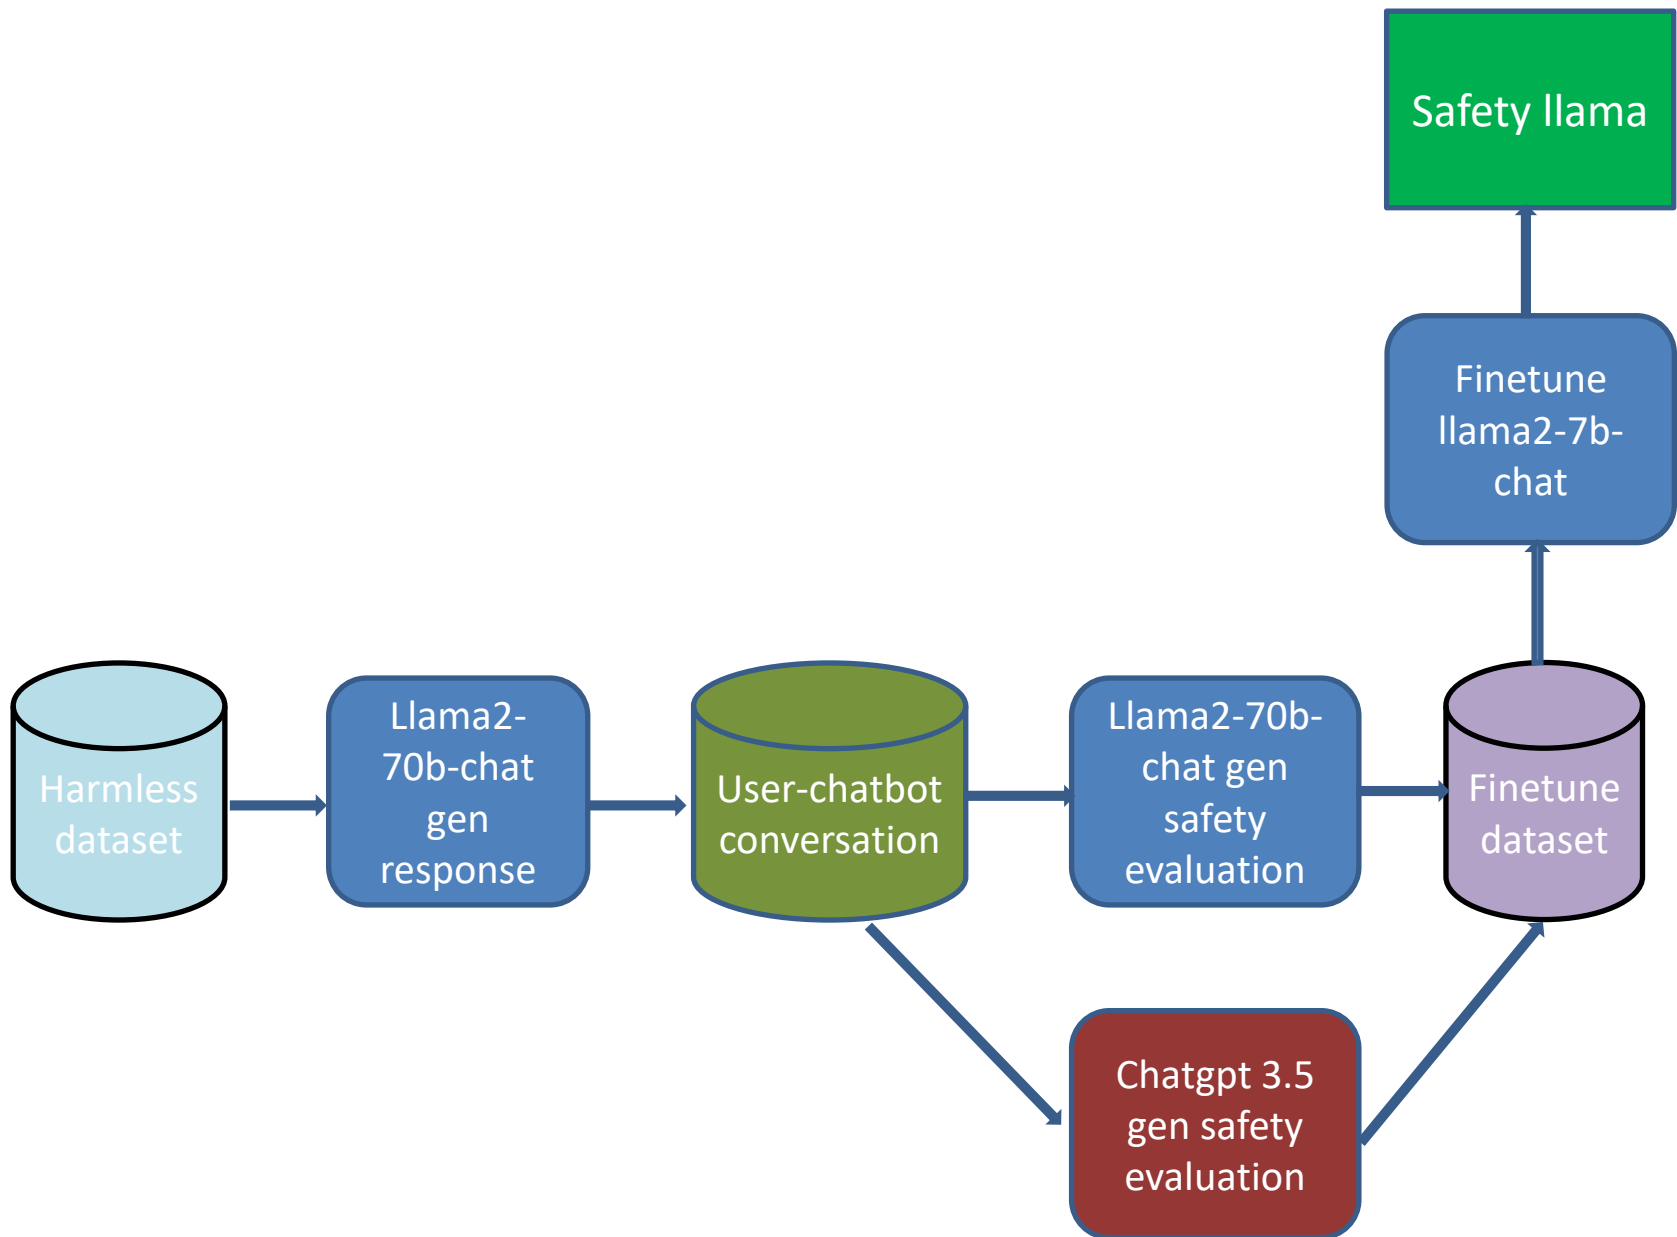 Safety llama
Finetune
llama2-7b-
chat
Harmless
dataset
Llama2-
70b-chat
gen
response
User-chatbot
conversation
Llama2-70b-
chat gen
safety
evaluation
Finetune
dataset
Chatgpt 3.5
gen safety
evaluation